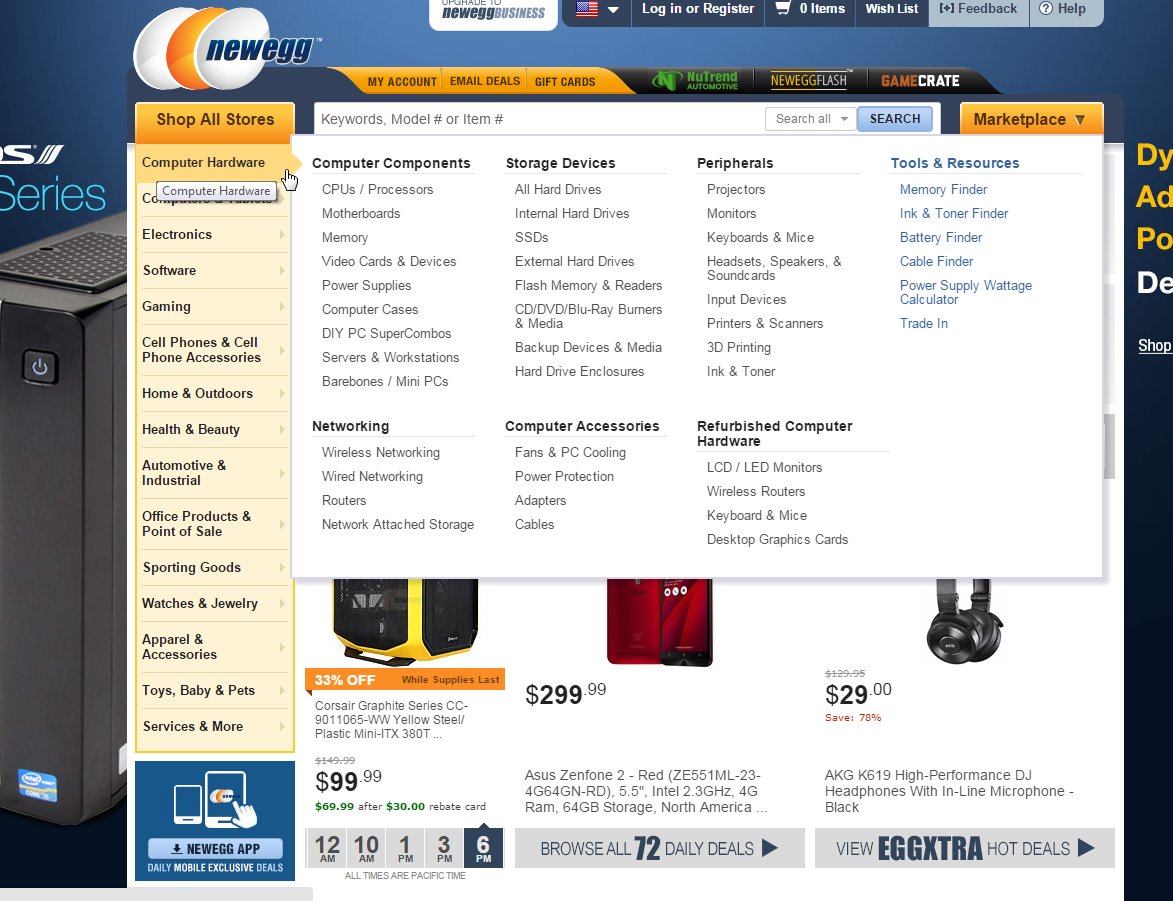 UPGRADE TO
neweggBUSINESS
Log in or Register
0 Items
Wish List
[+] Feedback
? Help
newegg™
MY ACCOUNT
EMAIL DEALS
GIFT CARDS
NUTREND
AUTOMOTIVE
NEWEGGFLASH™
GAMECRATE
Shop All Stores
Keywords, Model # or Item #
Search all
SEARCH
Marketplace ▼
Computer Hardware
Computer Hardware
Computers & Tablets
Electronics
Software
Gaming
Cell Phones & Cell
Phone Accessories
Home & Outdoors
Health & Beauty
Automotive &
Industrial
Office Products &
Point of Sale
Sporting Goods
Watches & Jewelry
Apparel &
Accessories
Toys, Baby & Pets
Services & More
Computer Components
CPUs / Processors
Motherboards
Memory
Video Cards & Devices
Power Supplies
Computer Cases
DIY PC SuperCombos
Servers & Workstations
Barebones / Mini PCs
Storage Devices
All Hard Drives
Internal Hard Drives
SSDs
External Hard Drives
Flash Memory & Readers
CD/DVD/Blu-Ray Burners
& Media
Backup Devices & Media
Hard Drive Enclosures
Peripherals
Projectors
Monitors
Keyboards & Mice
Headsets, Speakers, &
Soundcards
Input Devices
Printers & Scanners
3D Printing
Ink & Toner
Tools & Resources
Memory Finder
Ink & Toner Finder
Battery Finder
Cable Finder
Power Supply Wattage
Calculator
Trade In
Networking
Wireless Networking
Wired Networking
Routers
Network Attached Storage
Computer Accessories
Fans & PC Cooling
Power Protection
Adapters
Cables
Refurbished Computer
Hardware
LCD / LED Monitors
Wireless Routers
Keyboard & Mice
Desktop Graphics Cards
Series
Dy
Ad
Po
De
Shop
33% OFF While Supplies Last
Corsair Graphite Series CC-
9011065-WW Yellow Steel/
Plastic Mini-ITX 380T ...
$149.99
$99.99
$69.99 after $30.00 rebate card
$299.99
Asus Zenfone 2 - Red (ZE551ML-23-
4G64GN-RD), 5.5", Intel 2.3GHz, 4G
Ram, 64GB Storage, North America ...
$129.95
$29.00
Save: 78%
AKG K619 High-Performance DJ
Headphones With In-Line Microphone -
Black
12 AM
10 AM
1 PM
3 PM
6 PM
ALL TIMES ARE PACIFIC TIME
BROWSE ALL 72 DAILY DEALS
VIEW EGGXTRA HOT DEALS
NEWEGG APP
DAILY MOBILE EXCLUSIVE DEALS
intel